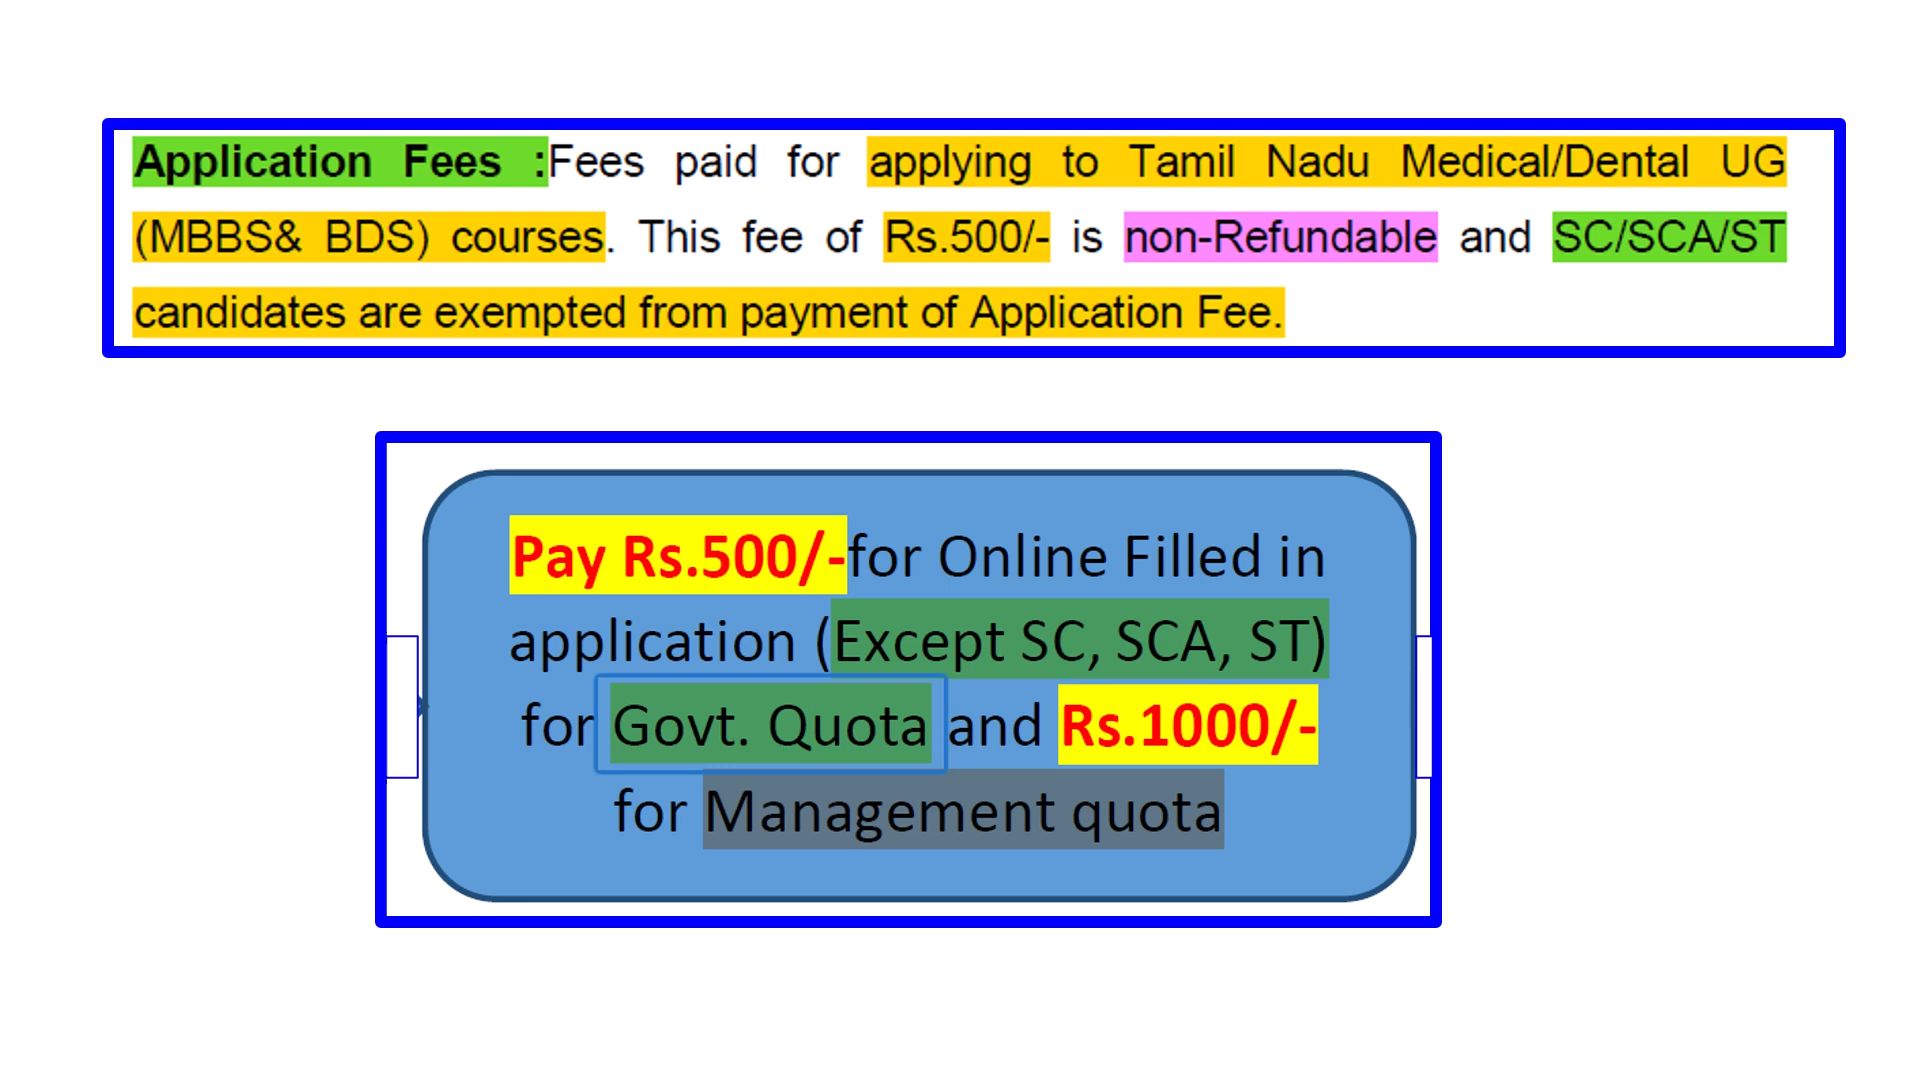 Application Fees :Fees paid for applying to Tamil Nadu Medical/Dental UG
(MBBS& BDS) courses. This fee of Rs.500/- is non-Refundable and SC/SCA/ST
candidates are exempted from payment of Application Fee.
Pay Rs.500/-for Online Filled in
application (Except SC, SCA, ST)
for Govt. Quota and Rs.1000/-
for Management quota